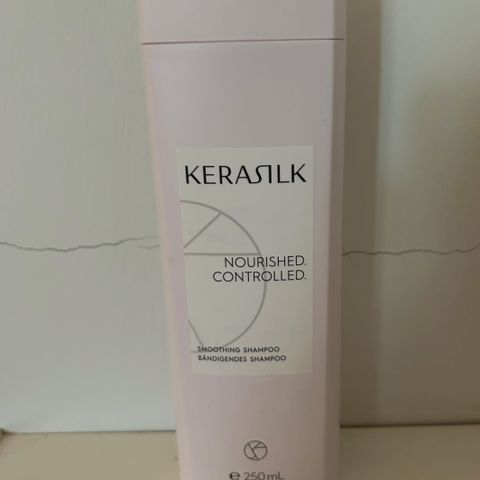 KERASILK
NOURISHED.
CONTROLLED.
SMOOTHING SHAMPOO
BÄNDIGENDES SHAMPOO
℮ 250 mL